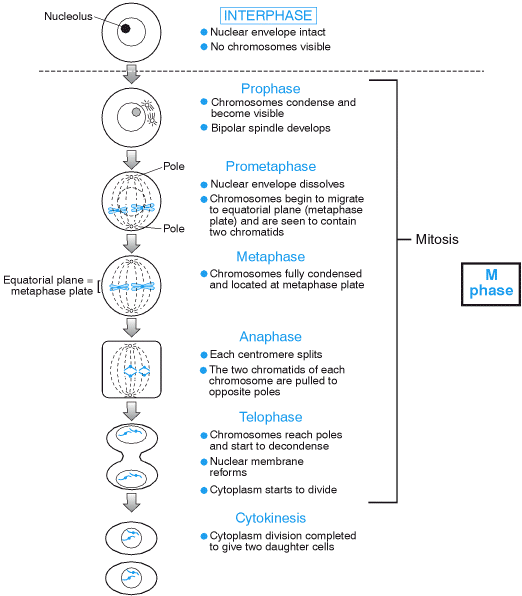 Nucleolus
INTERPHASE
Nuclear envelope intact
No chromosomes visible
Prophase
Chromosomes condense and
become visible
Bipolar spindle develops
Pole
Pole
Prometaphase
Nuclear envelope dissolves
Chromosomes begin to migrate
to equatorial plane (metaphase
plate) and are seen to contain
two chromatids
Mitosis
M
phase
Equatorial plane =
metaphase plate
Metaphase
Chromosomes fully condensed
and located at metaphase plate
Anaphase
Each centromere splits
The two chromatids of each
chromosome are pulled to
opposite poles
Telophase
Chromosomes reach poles
and start to decondense
Nuclear membrane
reforms
Cytoplasm starts to divide
Cytokinesis
Cytoplasm division completed
to give two daughter cells